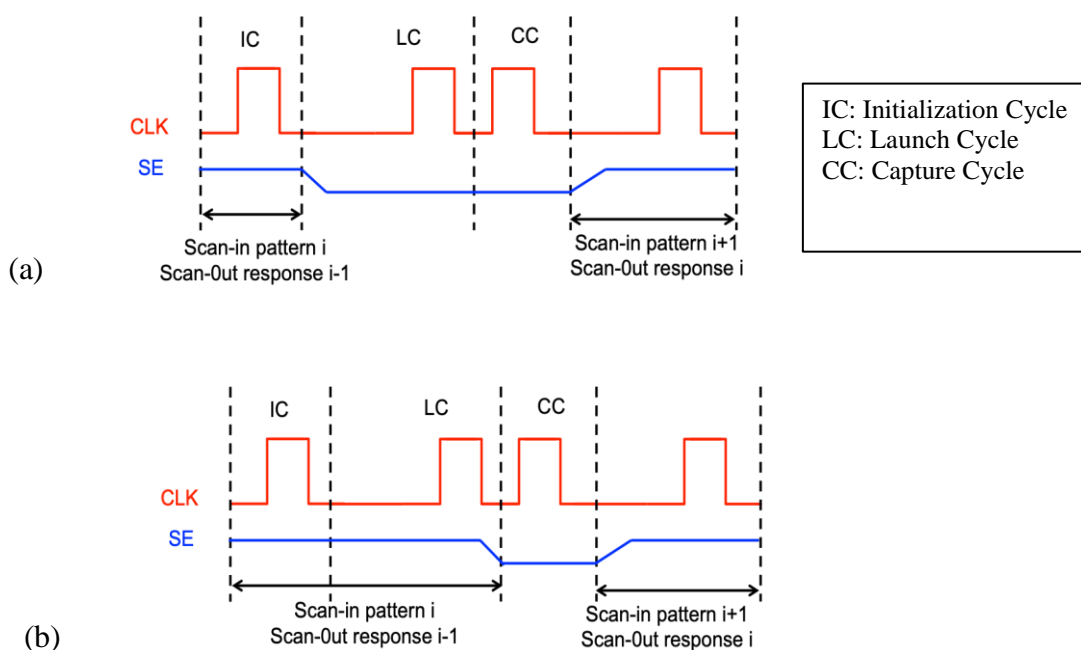 IC
LC
CC
CLK
SE
Scan-in pattern i
Scan-0ut response i-1
Scan-in pattern i+1
Scan-0ut response i
(a)
IC: Initialization Cycle
LC: Launch Cycle
CC: Capture Cycle
IC
LC
CC
CLK
SE
Scan-in pattern i
Scan-0ut response i-1
Scan-in pattern i+1
Scan-0ut response i
(b)